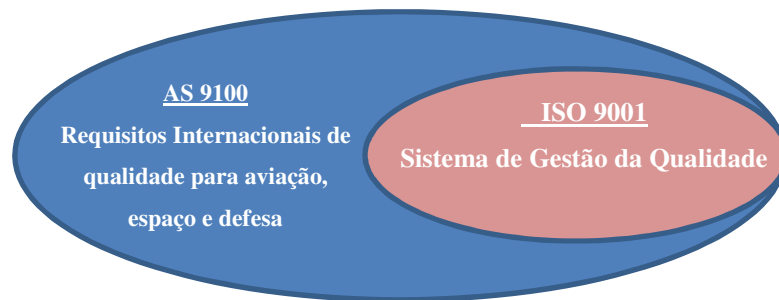 AS 9100
Requisitos Internacionais de
qualidade para aviação,
espaço e defesa
ISO 9001
Sistema de Gestão da Qualidade